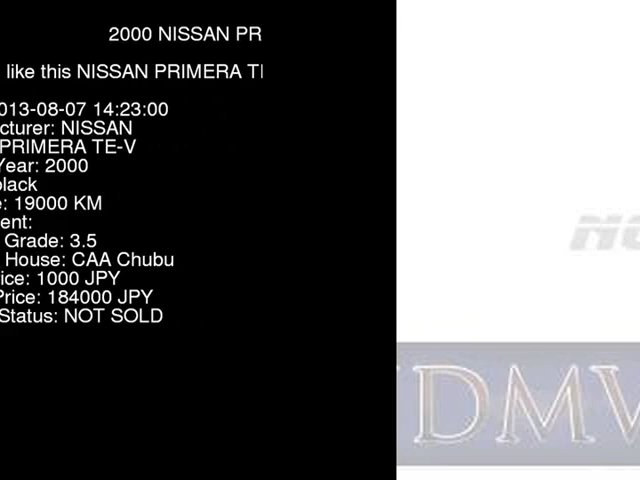 2000 NISSAN PR
like this NISSAN PRIMERA T
013-08-07 14:23:00
cturer: NISSAN
PRIMERA TE-V
Year: 2000
lack
e: 19000 KM
ent:
Grade: 3.5
House: CAA Chubu
ice: 1000 JPY
Price: 184000 JPY
Status: NOT SOLD
NO
DMV